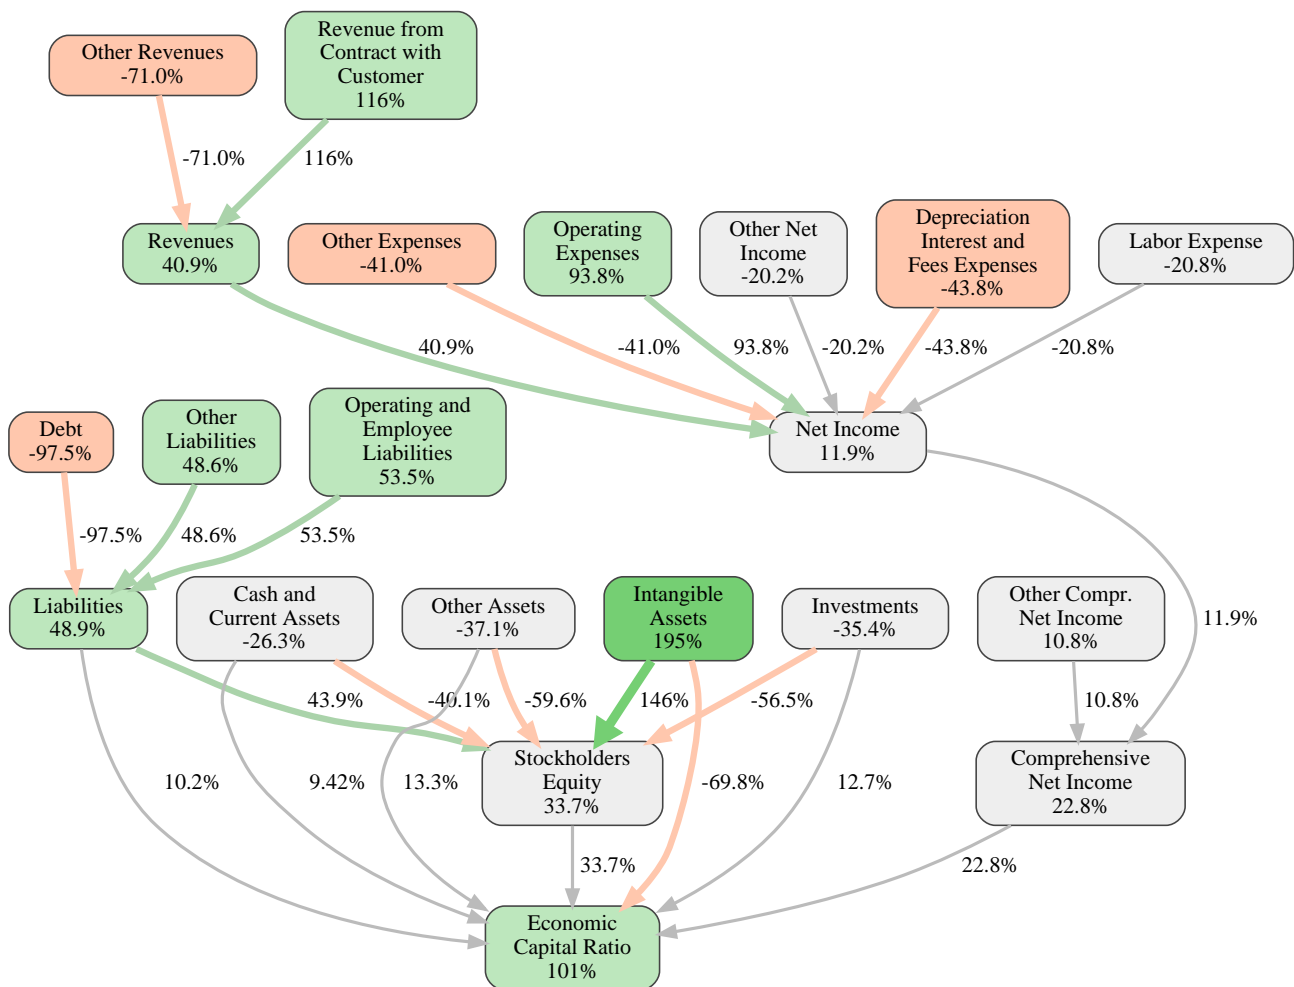 Other Revenues
-71.0%
Revenue from
Contract with
Customer
116%
-71.0%
116%
Revenues
40.9%
Other Expenses
-41.0%
Operating
Expenses
93.8%
Other Net
Income
-20.2%
Depreciation
Interest and
Fees Expenses
-43.8%
Labor Expense
-20.8%
40.9%
-41.0%
93.8%
-20.2%
-43.8%
-20.8%
Debt
-97.5%
Other
Liabilities
48.6%
Operating and
Employee
Liabilities
53.5%
Net Income
11.9%
-97.5%
48.6%
53.5%
Liabilities
48.9%
Cash and
Current Assets
-26.3%
Other Assets
-37.1%
Intangible
Assets
195%
Investments
-35.4%
Other Compr.
Net Income
10.8%
11.9%
43.9%
-40.1%
-59.6%
146%
-56.5%
10.8%
Stockholders
Equity
33.7%
Comprehensive
Net Income
22.8%
10.2%
9.42%
13.3%
-69.8%
12.7%
33.7%
22.8%
Economic
Capital Ratio
101%